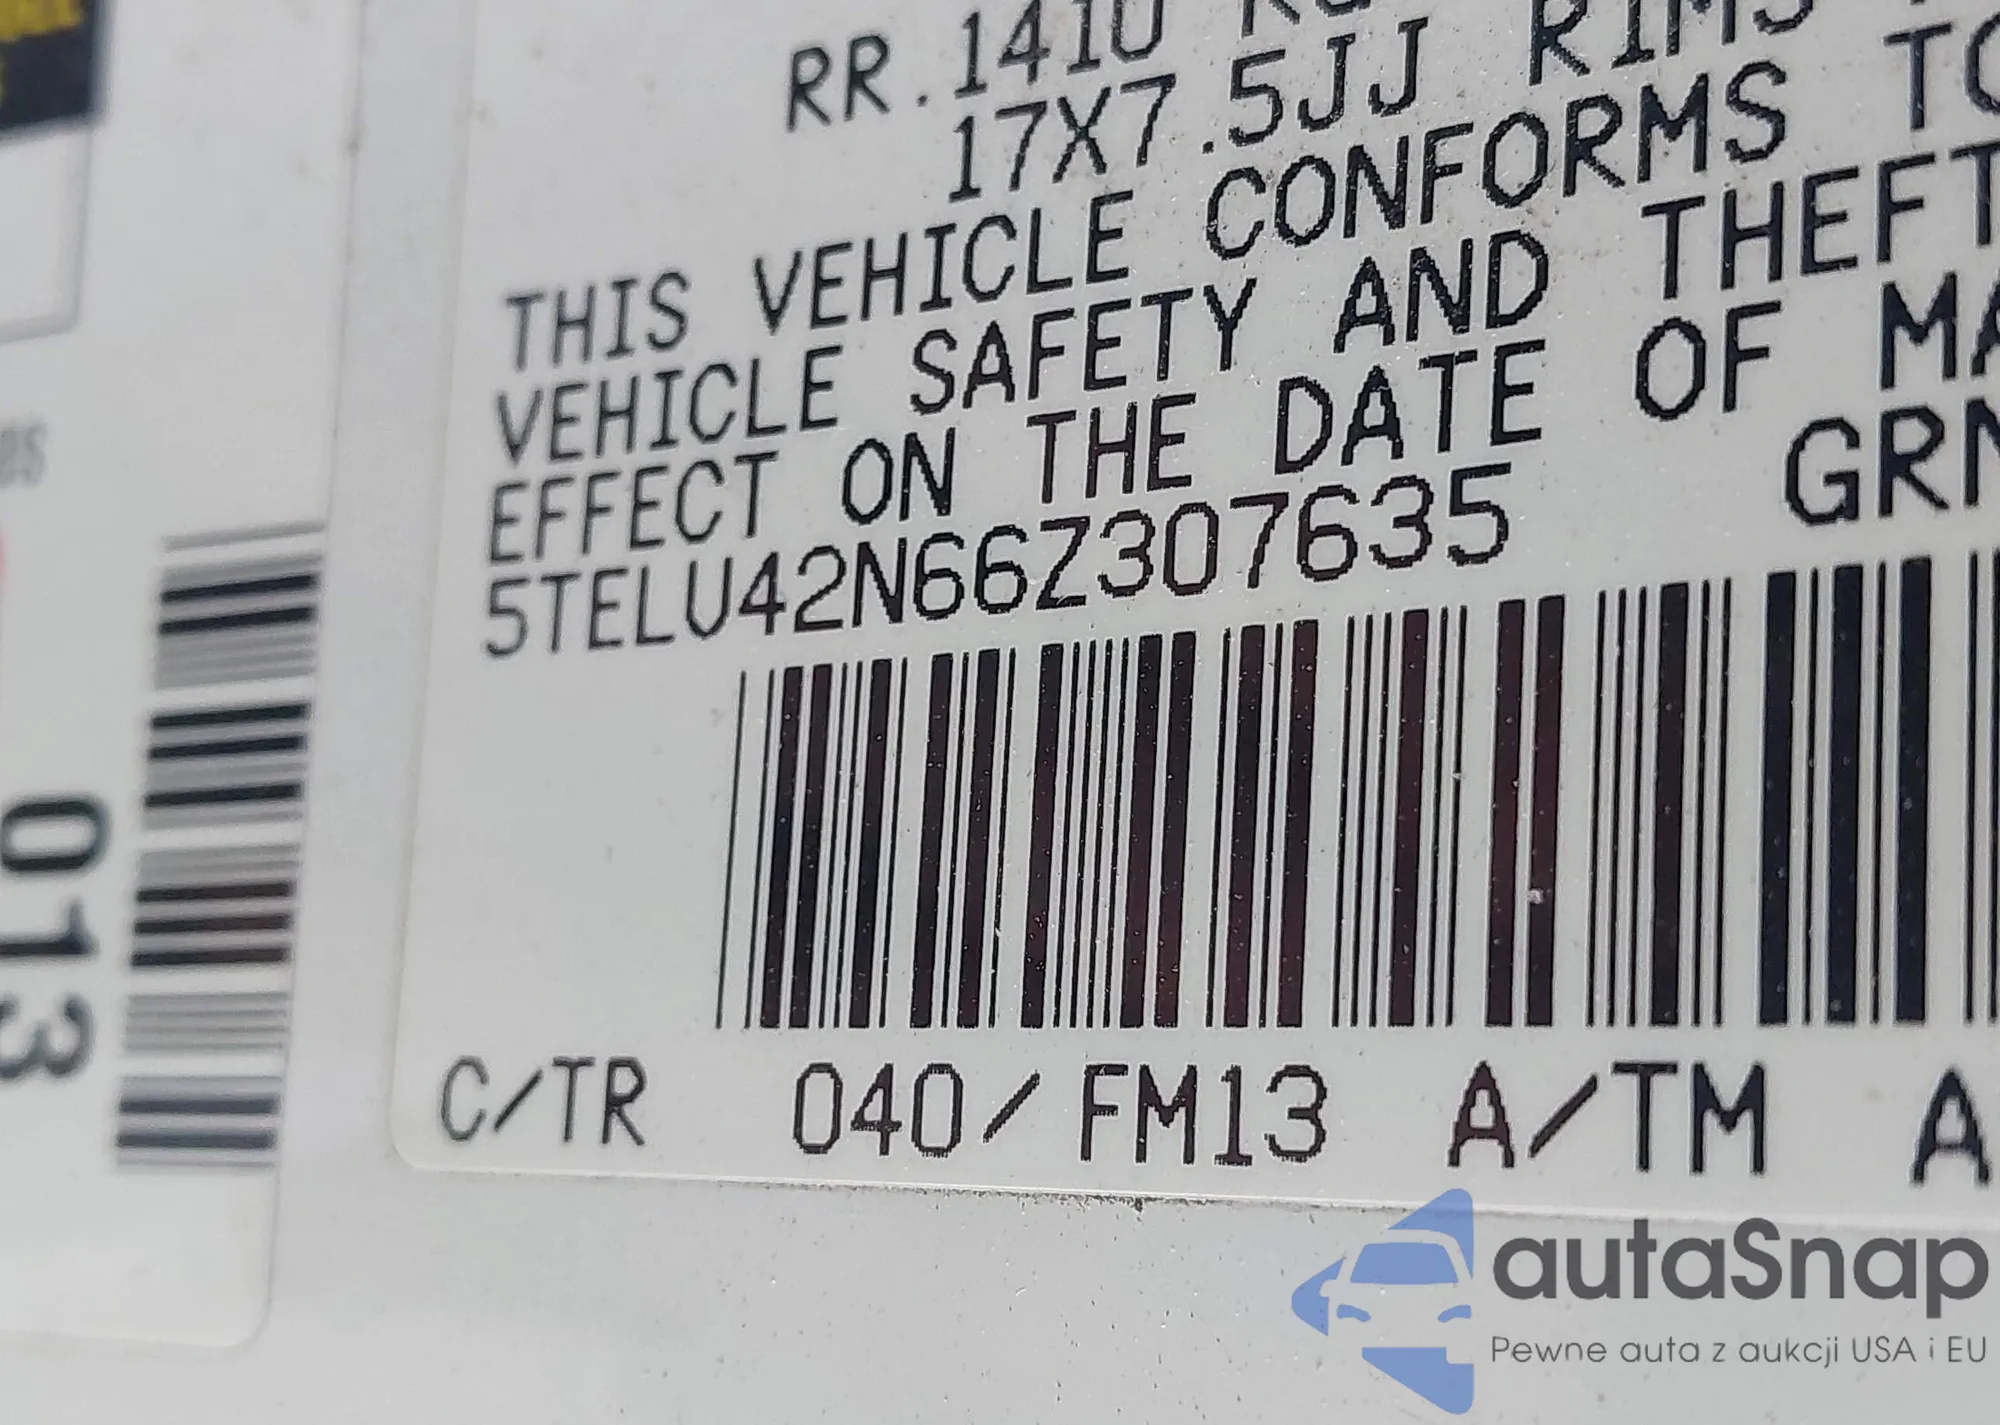 RR.1410
17X7.5JJ RIMS
THIS VEHICLE CONFORMS TO
VEHICLE SAFETY AND THEFT
EFFECT ON THE DATE OF MA
5TELU42N66Z307635 GRN
C/TR 040/FM13 A/TM A
013
autaSnap
Pewne auta z aukcji USA i EU